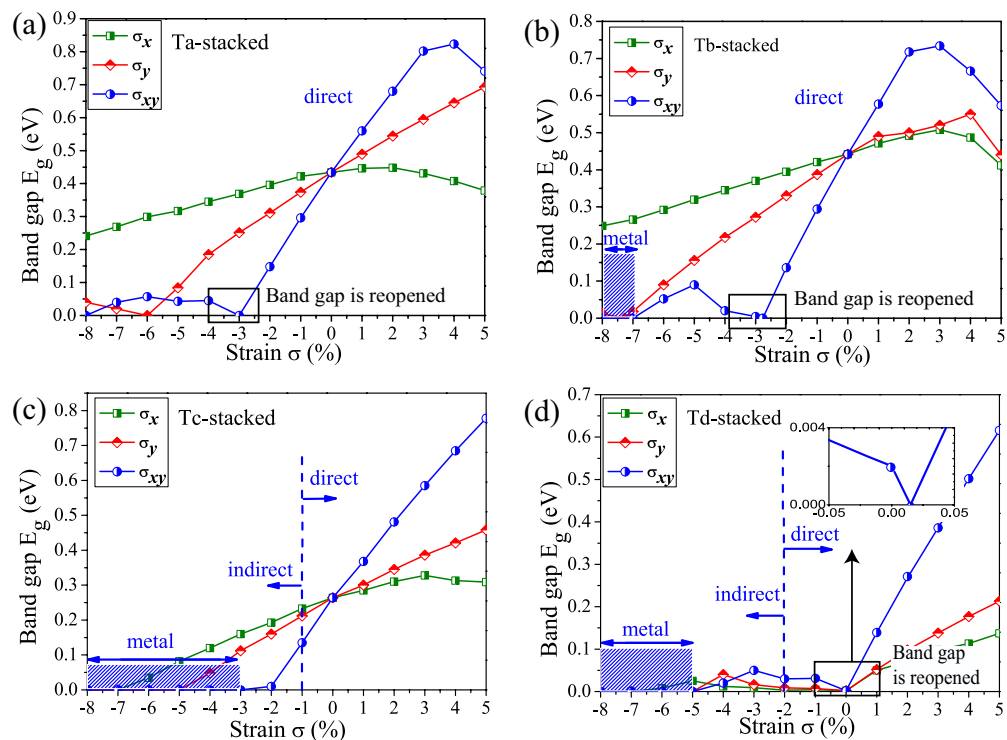 (a)
Ta-stacked
σx
σy
σxy
direct
Band gap is reopened
Band gap Eg (eV)
0.9
0.8
0.7
0.6
0.5
0.4
0.3
0.2
0.1
0.0
-8 -7 -6 -5 -4 -3 -2 -1 0 1 2 3 4 5
Strain σ (%)
(b)
Tb-stacked
σx
σy
σxy
direct
metal
Band gap is reopened
Band gap Eg (eV)
0.8
0.7
0.6
0.5
0.4
0.3
0.2
0.1
0.0
-8 -7 -6 -5 -4 -3 -2 -1 0 1 2 3 4 5
Strain σ (%)
(c)
Tc-stacked
σx
σy
σxy
direct
indirect
metal
Band gap Eg (eV)
0.8
0.7
0.6
0.5
0.4
0.3
0.2
0.1
0.0
-8 -7 -6 -5 -4 -3 -2 -1 0 1 2 3 4 5
Strain σ (%)
(d)
Td-stacked
σx
σy
σxy
0.004
0.000
-0.05 0.00 0.05
direct
indirect
metal
Band gap
is reopened
Band gap Eg (eV)
0.7
0.6
0.5
0.4
0.3
0.2
0.1
0.0
-8 -7 -6 -5 -4 -3 -2 -1 0 1 2 3 4 5
Strain σ (%)